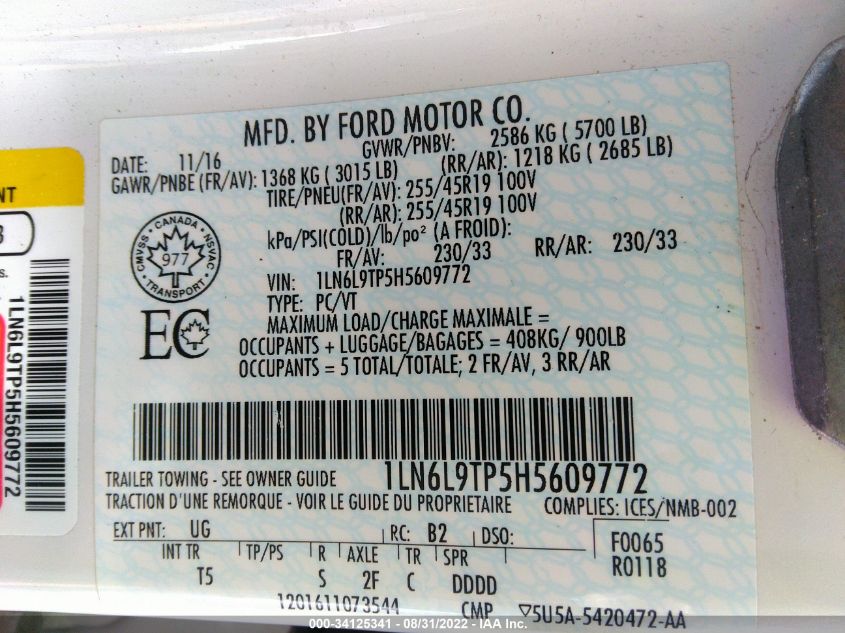 MFD. BY FORD MOTOR CO.
DATE: 11/16
GVWR/PNBV: 2586 KG ( 5700 LB)
GAWR/PNBE (FR/AV): 1368 KG ( 3015 LB) (RR/AR): 1218 KG ( 2685 LB)
TIRE/PNEU(FR/AV): 255/45R19 100V
(RR/AR): 255/45R19 100V
kPa/PSI(COLD)/lb/po² (A FROID):
FR/AV: 230/33 RR/AR: 230/33
VIN: 1LN6L9TP5H5609772
TYPE: PC/VT
MAXIMUM LOAD/CHARGE MAXIMALE =
OCCUPANTS + LUGGAGE/BAGAGES = 408KG/ 900LB
OCCUPANTS = 5 TOTAL/TOTALE; 2 FR/AV, 3 RR/AR
CMVSS • CANADA • NSVAC • TRANSPORT •
977
EC
1LN6L9TP5H5609772
TRAILER TOWING - SEE OWNER GUIDE
TRACTION D'UNE REMORQUE - VOIR LE GUIDE DU PROPRIETAIRE
COMPLIES: ICES/NMB-002
EXT PNT: UG RC: B2 DSO:
F0065
R0118
INT TR TP/PS R AXLE TR SPR
T5 S 2F C DDDD
1201611073544 CMP ▽5U5A-5420472-AA
NT
3
s.
1LN6L9TP5H5609772
000-34125341 - 08/31/2022 - IAA Inc.